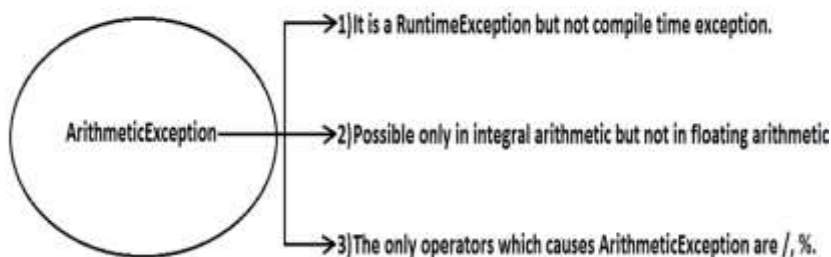 1)It is a RuntimeException but not compile time exception.
ArithmeticException
2)Possible only in integral arithmetic but not in floating arithmetic
3)The only operators which causes ArithmeticException are /, %.